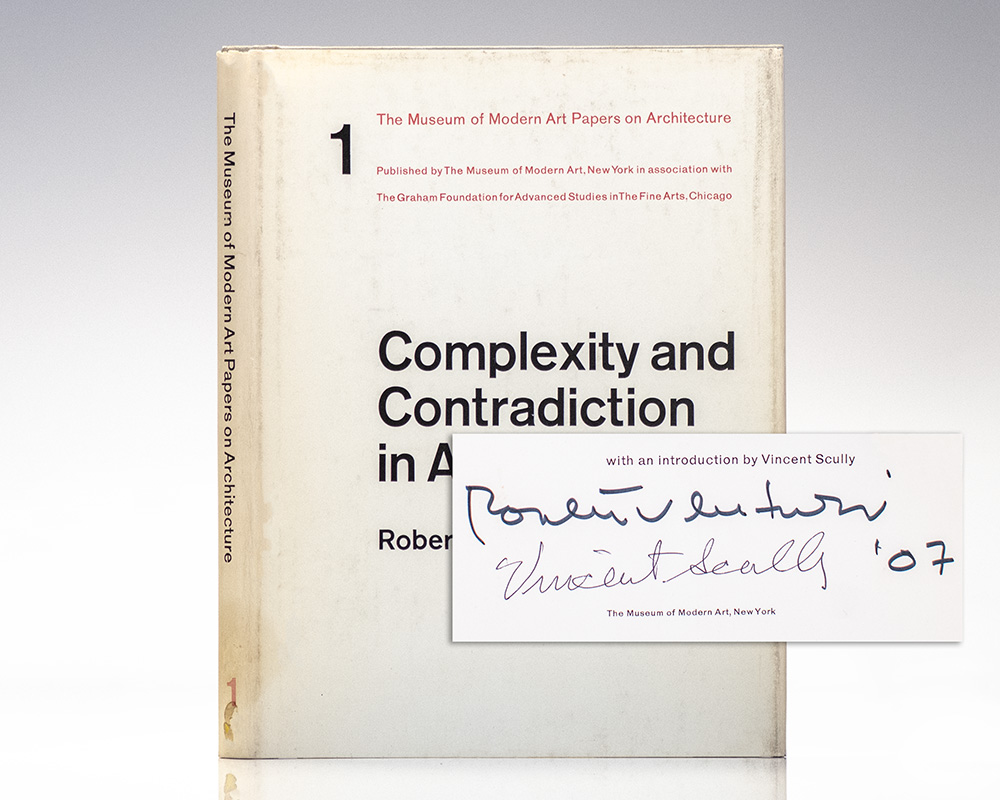 The Museum of Modern Art Papers on Architecture
1
1
The Museum of Modern Art Papers on Architecture
Published by The Museum of Modern Art, New York in association with
The Graham Foundation for Advanced Studies in The Fine Arts, Chicago
Complexity and
Contradiction
in A
Rober
with an introduction by Vincent Scully
Robert Venturi
Vincent Scully '07
The Museum of Modern Art, New York